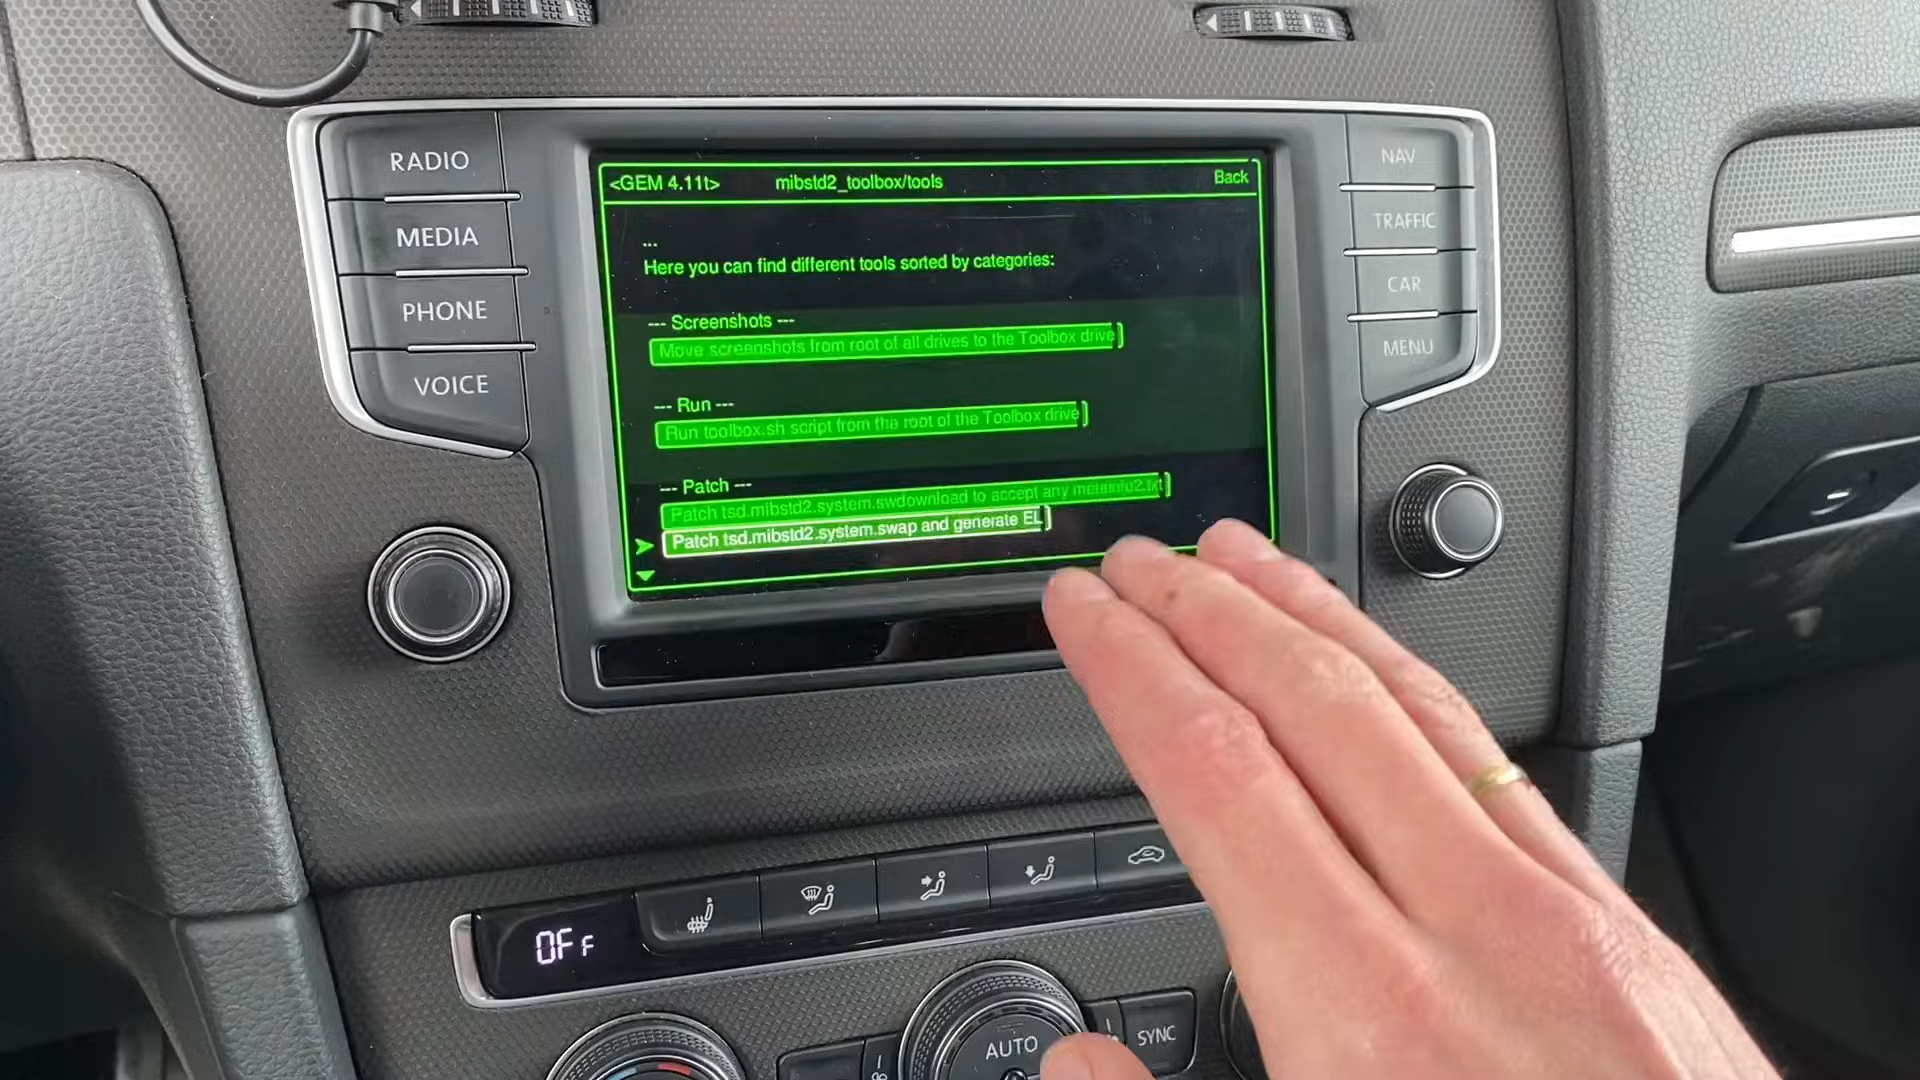 RADIO
MEDIA
PHONE
VOICE
<GEM 4.11t> mibstd2_toolbox/tools Back
...
Here you can find different tools sorted by categories:
--- Screenshots ---
Move screenshots from root of all drives to the Toolbox drive
--- Run ---
Run toolbox.sh script from the root of the Toolbox drive
--- Patch ---
Patch tsd.mibstd2.system.swdownload to accept any metainfo2.txt
Patch tsd.mibstd2.system.swap and generate EL
NAV
TRAFFIC
CAR
MENU
OFF
AUTO
SYNC